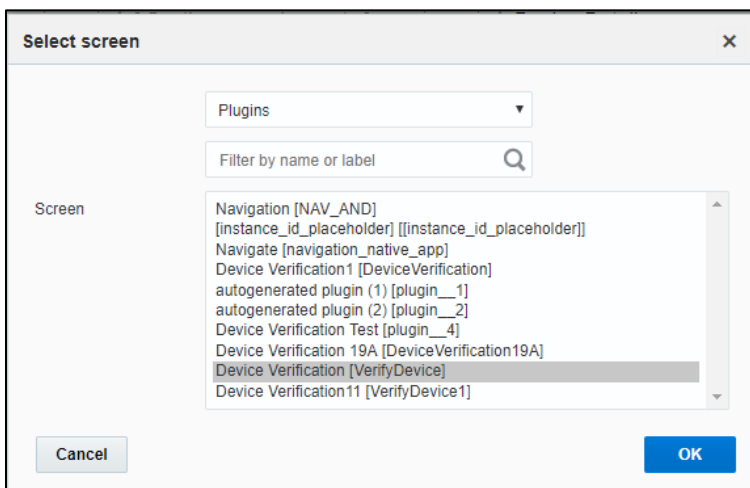 Select screen
×
Plugins
Filter by name or label
Screen
Navigation [NAV_AND]
[instance_id_placeholder] [[instance_id_placeholder]]
Navigate [navigation_native_app]
Device Verification1 [DeviceVerification]
autogenerated plugin (1) [plugin__1]
autogenerated plugin (2) [plugin__2]
Device Verification Test [plugin__4]
Device Verification 19A [DeviceVerification19A]
Device Verification [VerifyDevice]
Device Verification11 [VerifyDevice1]
Cancel
OK